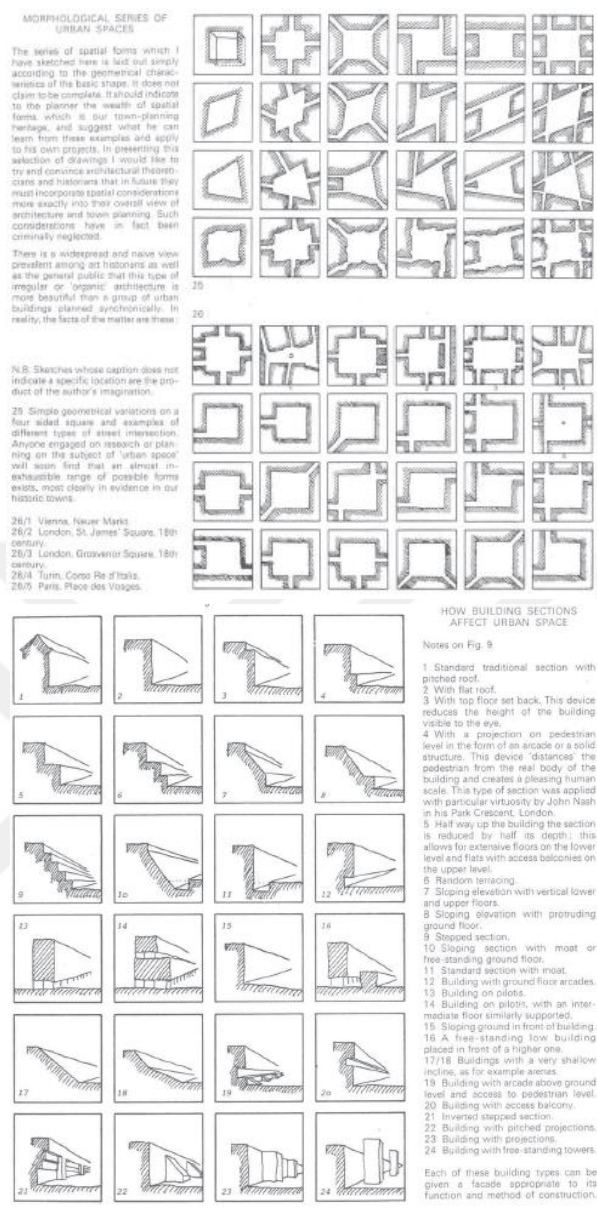 MORPHOLOGICAL SERIES OF
URBAN SPACES
The series of spatial forms which I
have sketched here is laid out simply
according to the geometrical charac-
teristics of the basic shape. It does not
claim to be complete. It should indicate
to the planner the wealth of spatial
forms which is our town-planning
heritage, and suggest what he can
learn from these examples and apply
to his own projects. In presenting this
selection of drawings I would like to
try and convince architectural theoreti-
cians and historians that in future they
must incorporate spatial considerations
more exactly into their overall view of
architecture and town planning. Such
considerations have in fact been
criminally neglected.
There is a widespread and naive view
prevalent among art historians as well
as the general public that this type of
irregular or 'organic' architecture is
more beautiful than a group of urban
buildings planned synchronically. In
reality, the facts of the matter are these:
25
26
N.B. Sketches whose caption does not
indicate a specific location are the pro-
duct of the author's imagination.
25 Simple geometrical variations on a
four sided square and examples of
different types of street intersection.
Anyone engaged on research or plan-
ning on the subject of 'urban space'
will soon find that an almost in-
exhaustible range of possible forms
exists, most clearly in evidence in our
historic towns.
26/1 Vienna, Neuer Markt.
26/2 London, St. James' Square, 18th
century.
26/3 London, Grosvenor Square, 18th
century.
26/4 Turin, Corso Re d'Italia.
26/5 Paris, Place des Vosges.
1 2 3 4
5
HOW BUILDING SECTIONS
AFFECT URBAN SPACE
Notes on Fig. 9
1 Standard traditional section with
pitched roof.
2 With flat roof.
3 With top floor set back. This device
reduces the height of the building
visible to the eye.
4 With a projection on pedestrian
level in the form of an arcade or a solid
structure. This device 'distances' the
pedestrian from the real body of the
building and creates a pleasing human
scale. This type of section was applied
with particular virtuosity by John Nash
in his Park Crescent, London.
5 Half way up the building the section
is reduced by half its depth; this
allows for extensive floors on the lower
level and flats with access balconies on
the upper level.
6 Random terracing.
7 Sloping elevation with vertical lower
and upper floors.
8 Sloping elevation with protruding
ground floor.
9 Stepped section.
10 Sloping section with moat or
free-standing ground floor.
11 Standard section with moat.
12 Building with ground floor arcades.
13 Building on pilotis.
14 Building on pilotis, with an inter-
mediate floor similarly supported.
15 Sloping ground in front of building.
16 A free-standing low building
placed in front of a higher one.
17/18 Buildings with a very shallow
incline, as for example arenas.
19 Building with arcade above ground
level and access to pedestrian level.
20 Building with access balcony.
21 Inverted stepped section.
22 Building with pitched projections.
23 Building with projections.
24 Building with free-standing towers.
Each of these building types can be
given a facade appropriate to its
function and method of construction.
1 2 3 4
5 6 7 8
9 10 11 12
13 14 15 16
17 18 19 20
21 22 23 24